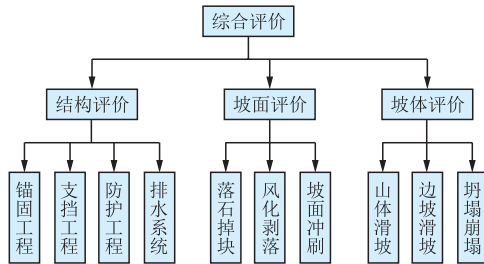 综合评价
结构评价
坡面评价
坡体评价
锚固工程
支挡工程
防护工程
排水系统
落石掉块
风化剥落
坡面冲刷
山体滑坡
边坡滑坡
坍塌崩塌